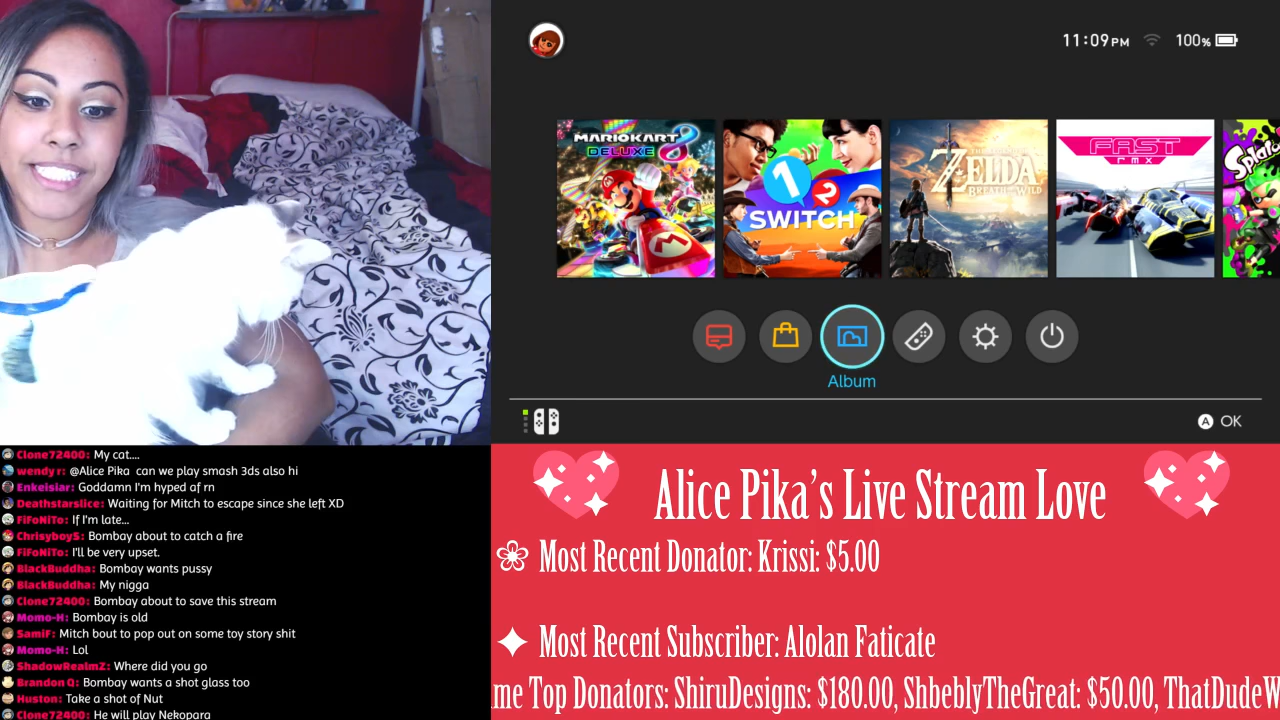 11:09PM 100%
MARIOKART 8
DELUXE
1 2
SWITCH
THE LEGEND OF
ZELDA
BREATH OF THE WILD
FAST
rmx
Album
A OK
Clone72400: My cat....
wendy r: @Alice Pika can we play smash 3ds also hi
Enkeisiar: Goddamn I'm hyped af rn
Deathstarslice: Waiting for Mitch to escape since she left XD
FiFoNiTo: If I'm late...
ChrisyboyS: Bombay about to catch a fire
FiFoNiTo: I'll be very upset.
BlackBuddha: Bombay wants pussy
BlackBuddha: My nigga
Clone72400: Bombay about to save this stream
Momo-H: Bombay is old
SamiF: Mitch bout to pop out on some toy story shit
Momo-H: Lol
ShadowRealmZ: Where did you go
Brandon Q: Bombay wants a shot glass too
Huston: Take a shot of Nut
Clone72400: He will play Nekopara
Alice Pika's Live Stream Love
Most Recent Donator: Krissi: $5.00
Most Recent Subscriber: Alolan Faticate
me Top Donators: ShiruDesigns: $180.00, ShbeblyTheGreat: $50.00, ThatDudeW